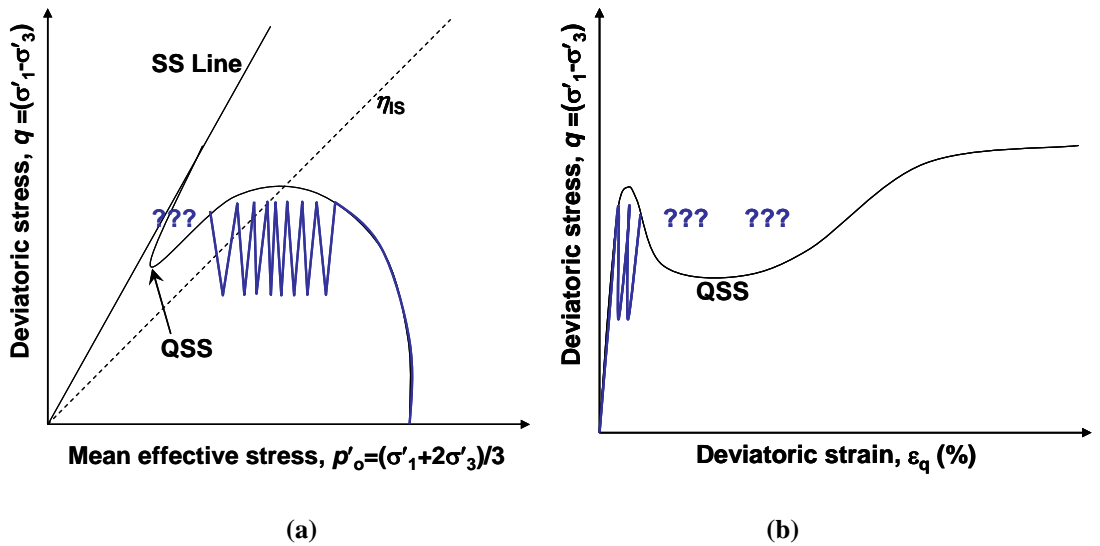 Deviatoric stress, q =(σ′1-σ′3)
SS Line
ηIS
???
QSS
Mean effective stress, p′o=(σ′1+2σ′3)/3
(a)
Deviatoric stress, q =(σ′1-σ′3)
??? ???
QSS
Deviatoric strain, εq (%)
(b)